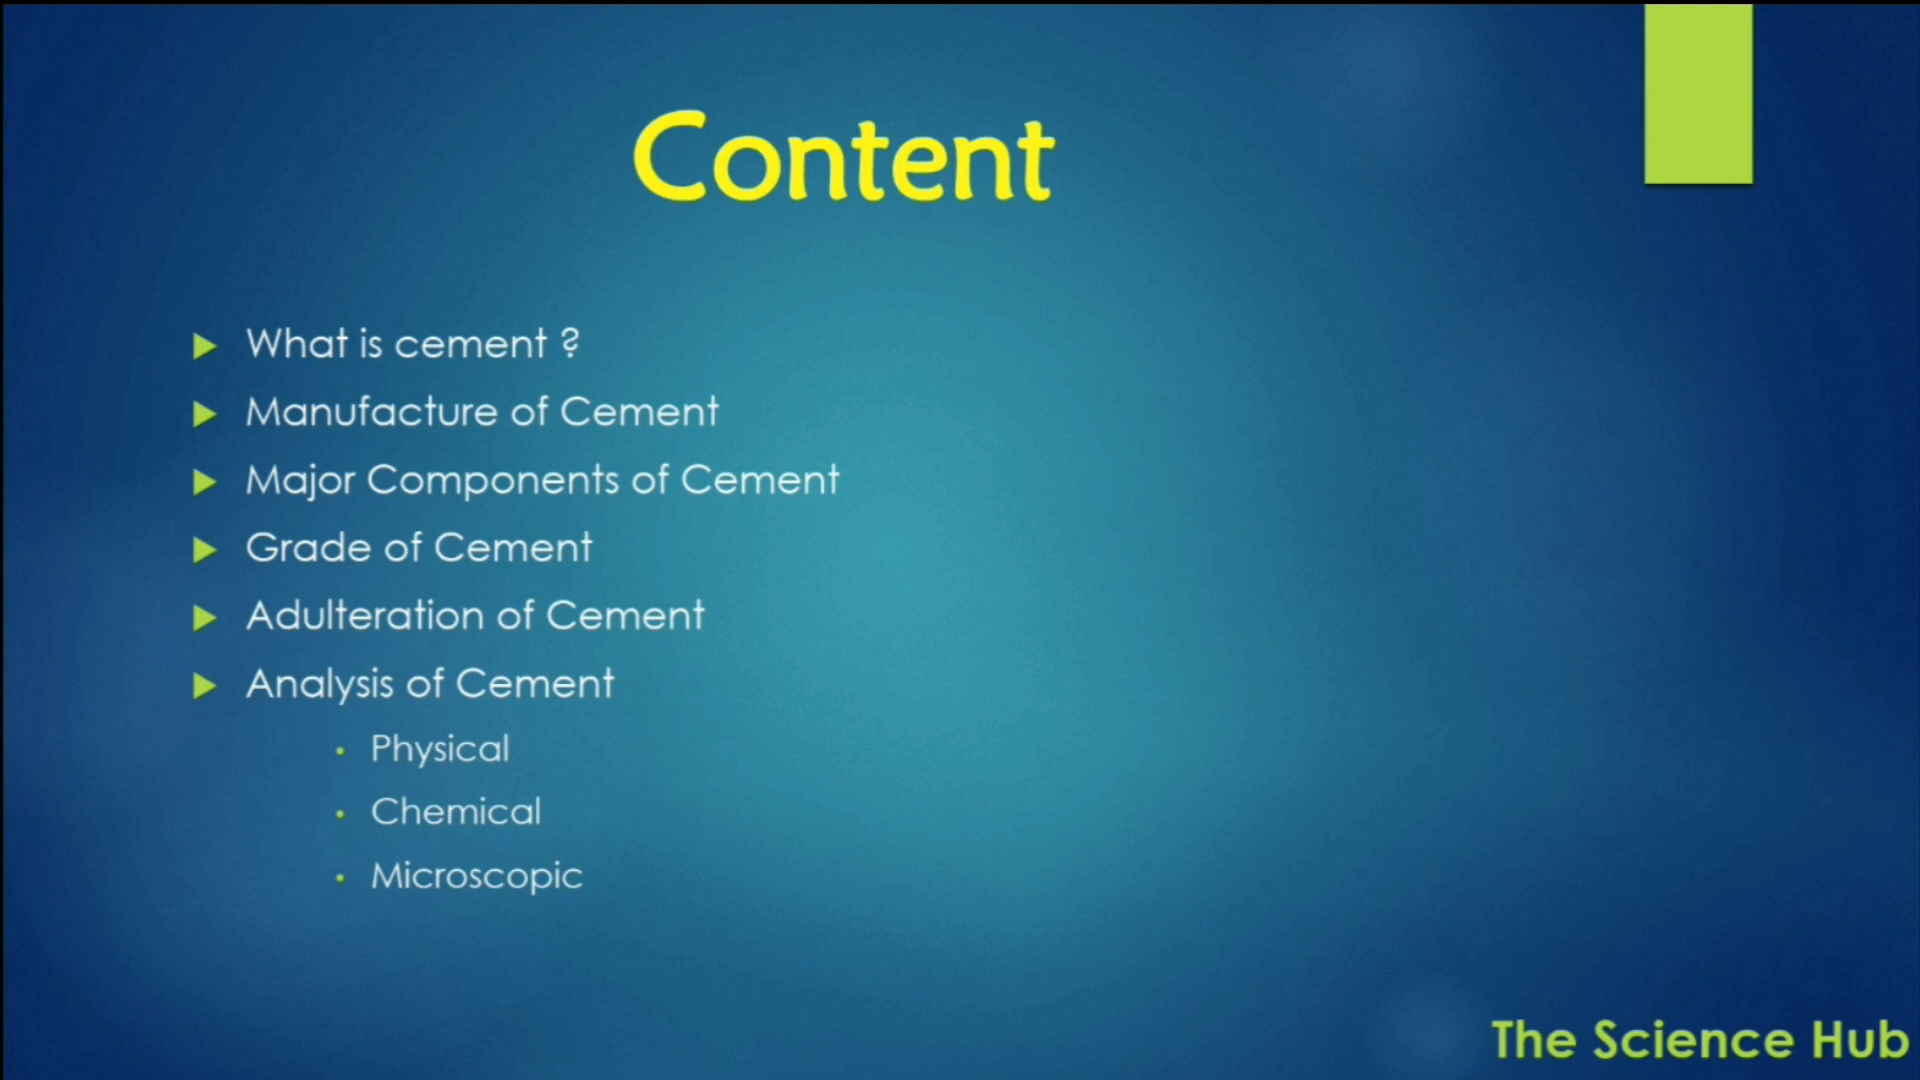 Content
What is cement ?
Manufacture of Cement
Major Components of Cement
Grade of Cement
Adulteration of Cement
Analysis of Cement
Physical
Chemical
Microscopic
The Science Hub